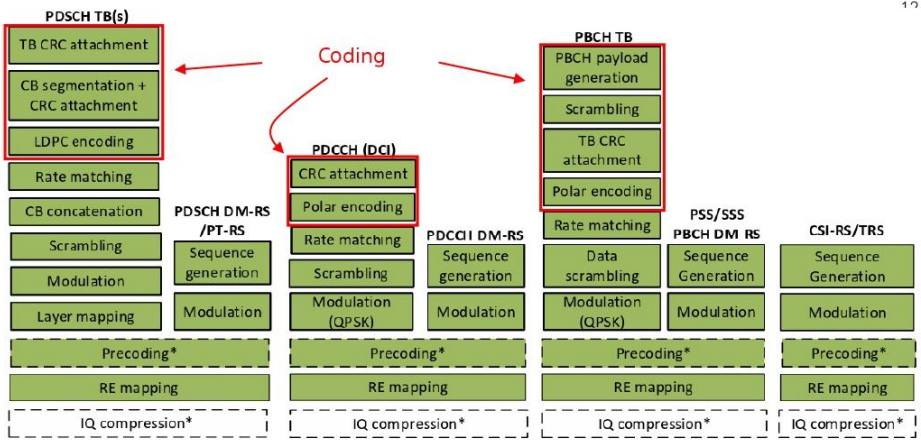 12
PDSCH TB(s)
TB CRC attachment
CB segmentation +
CRC attachment
LDPC encoding
Rate matching
CB concatenation
Scrambling
Modulation
Layer mapping
PDSCH DM-RS
/PT-RS
Sequence
generation
Modulation
Precoding*
RE mapping
IQ compression*
Coding
PDCCH (DCI)
CRC attachment
Polar encoding
Rate matching
Scrambling
Modulation
(QPSK)
PDCCH DM-RS
Sequence
generation
Modulation
Precoding*
RE mapping
IQ compression*
PBCH TB
PBCH payload
generation
Scrambling
TB CRC
attachment
Polar encoding
Rate matching
Data
scrambling
Modulation
(QPSK)
PSS/SSS
PBCH DM RS
Sequence
Generation
Modulation
Precoding*
RE mapping
IQ compression*
CSI-RS/TRS
Sequence
Generation
Modulation
Precoding*
RE mapping
IQ compression*